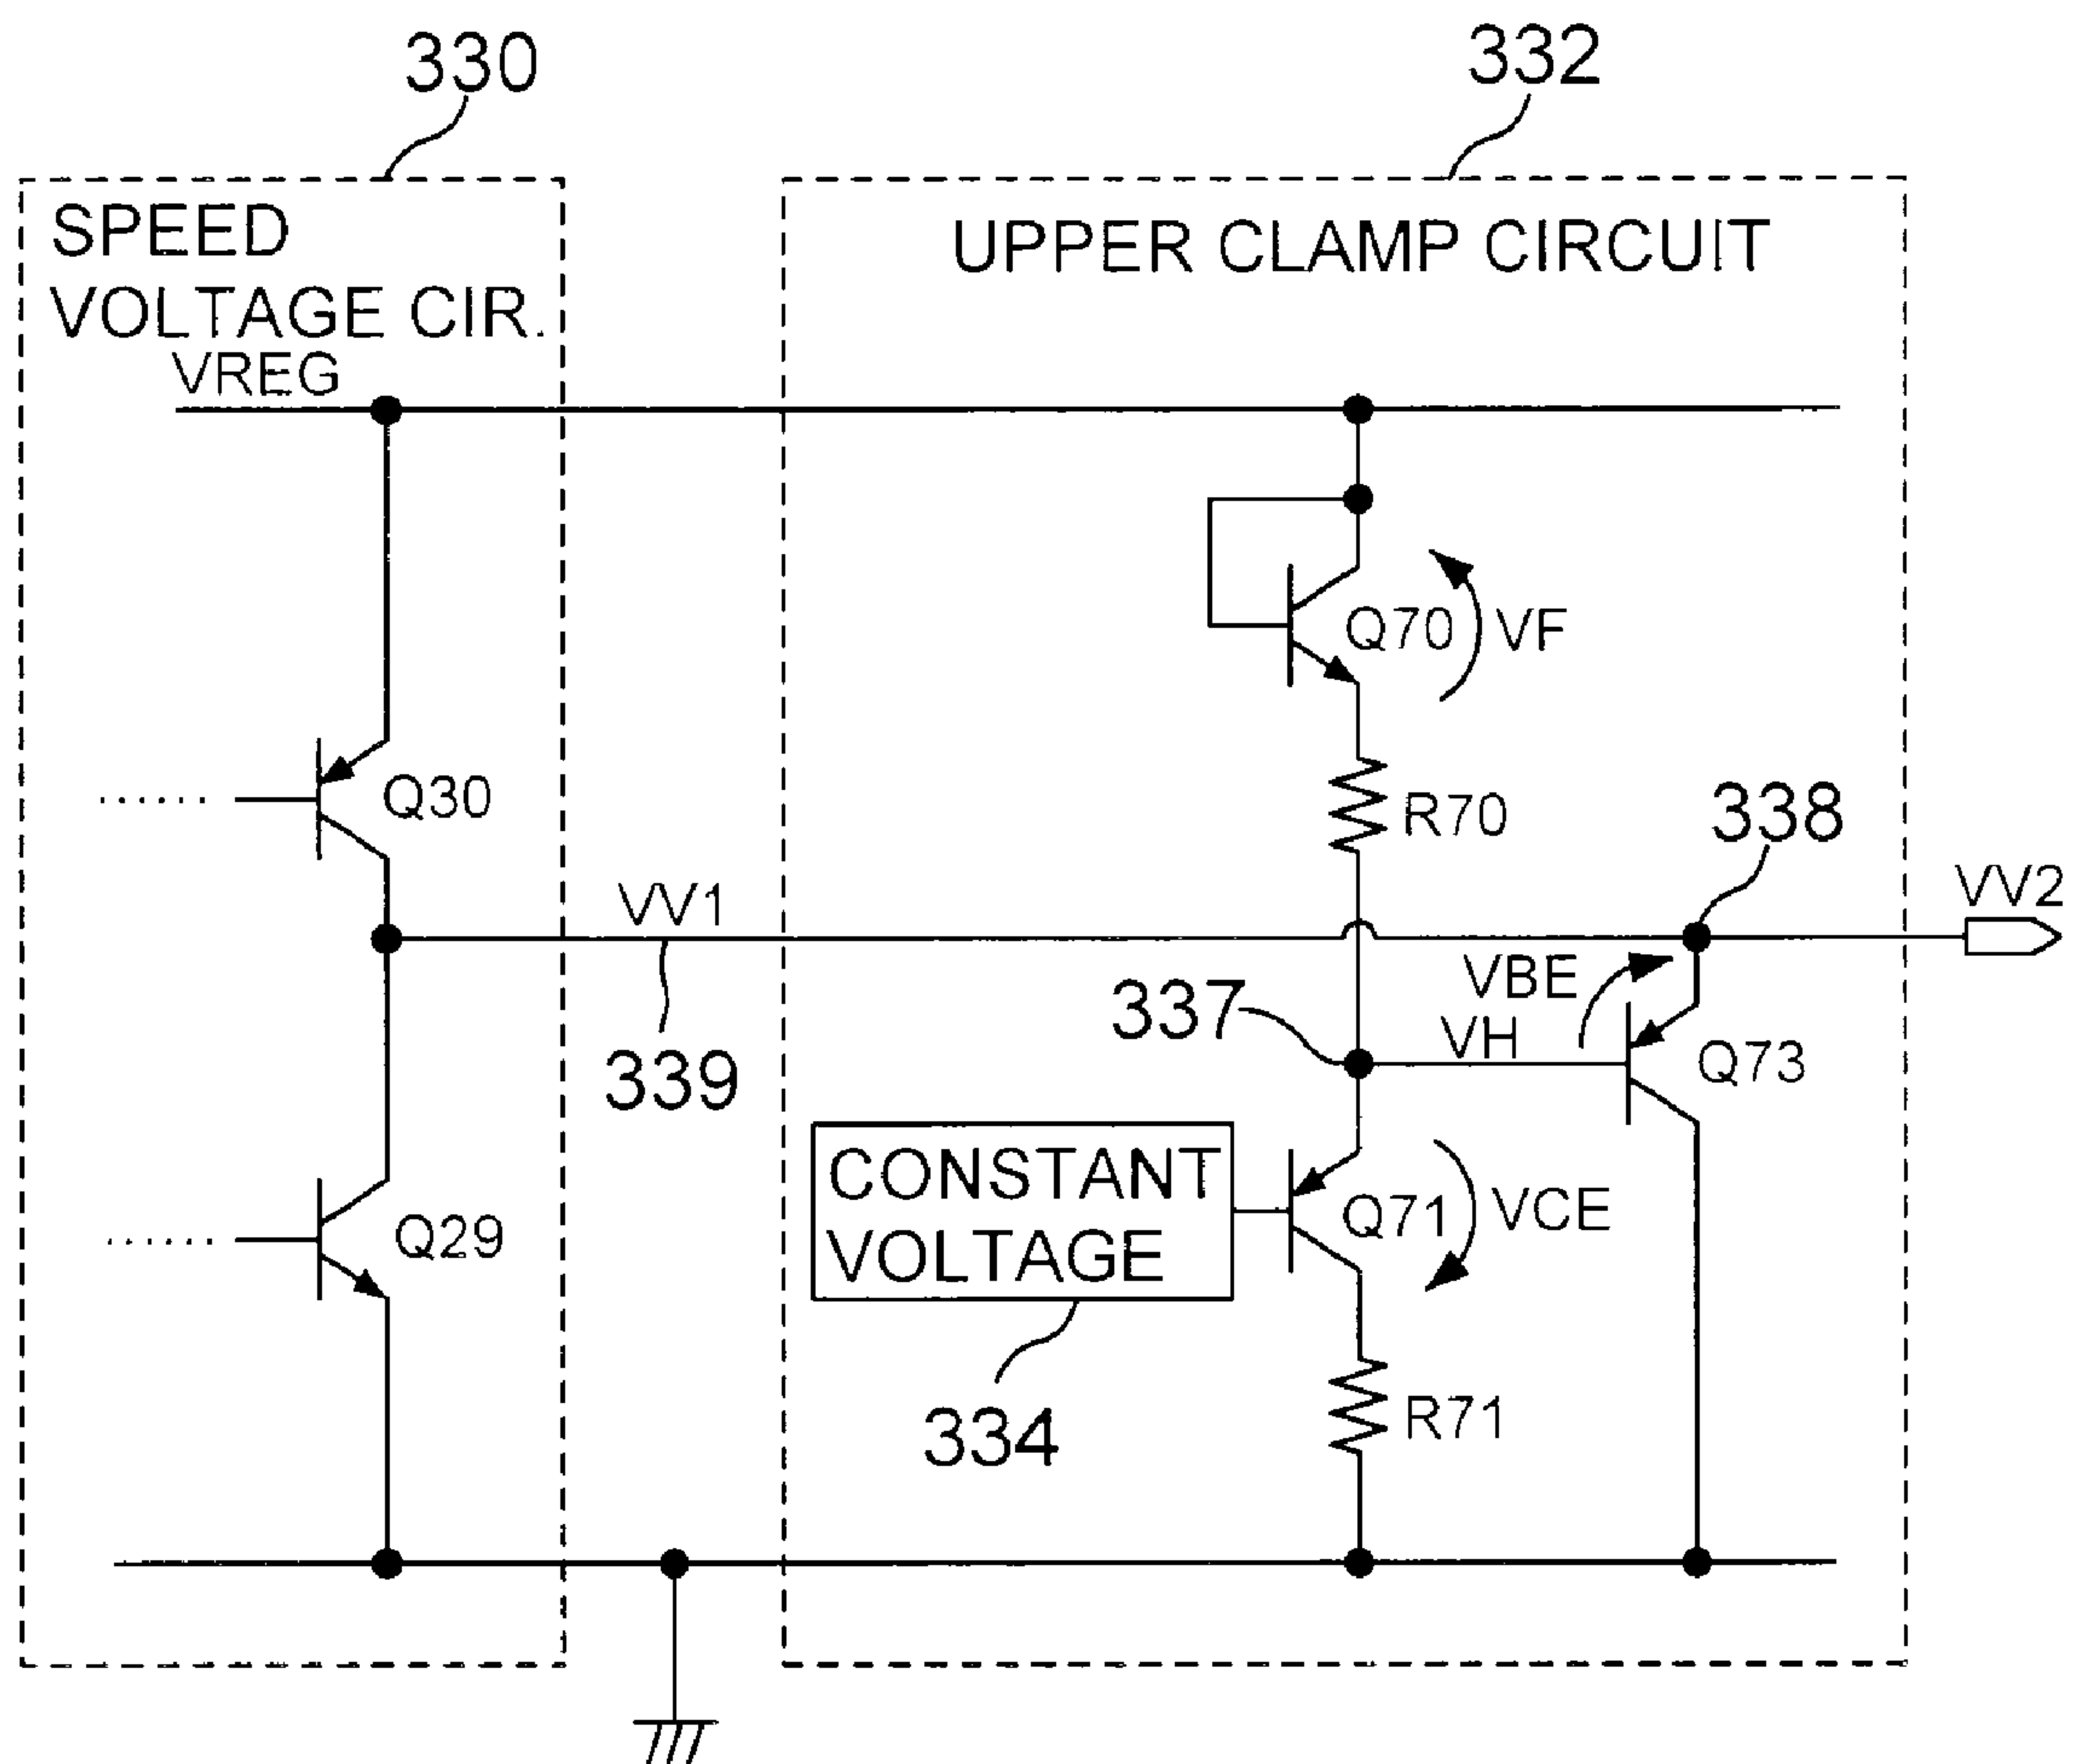 330
332
SPEED
VOLTAGE CIR.
UPPER CLAMP CIRCUIT
VREG
Q70
VF
Q30
R70
338
VV1
VV2
VBE
337
VH
Q73
339
CONSTANT
VOLTAGE
Q71
VCE
Q29
334
R71